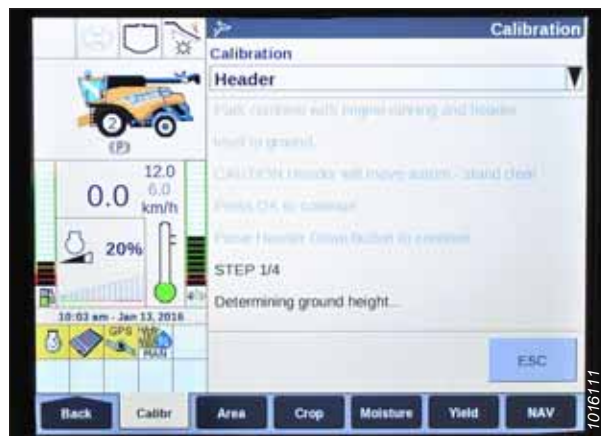 Calibration
Calibration
Header
Park combine with engine running and header
level to ground.
CAUTION Header will move autom.- stand clear
Press OK to continue
Press Header Down Button to continue
STEP 1/4
Determining ground height...
ESC
2
(P)
12.0
6.0
0.0
km/h
20%
10:03 am - Jan 13, 2016
GPS
MAN
Back
Calibr
Area
Crop
Moisture
Yield
NAV
1016111